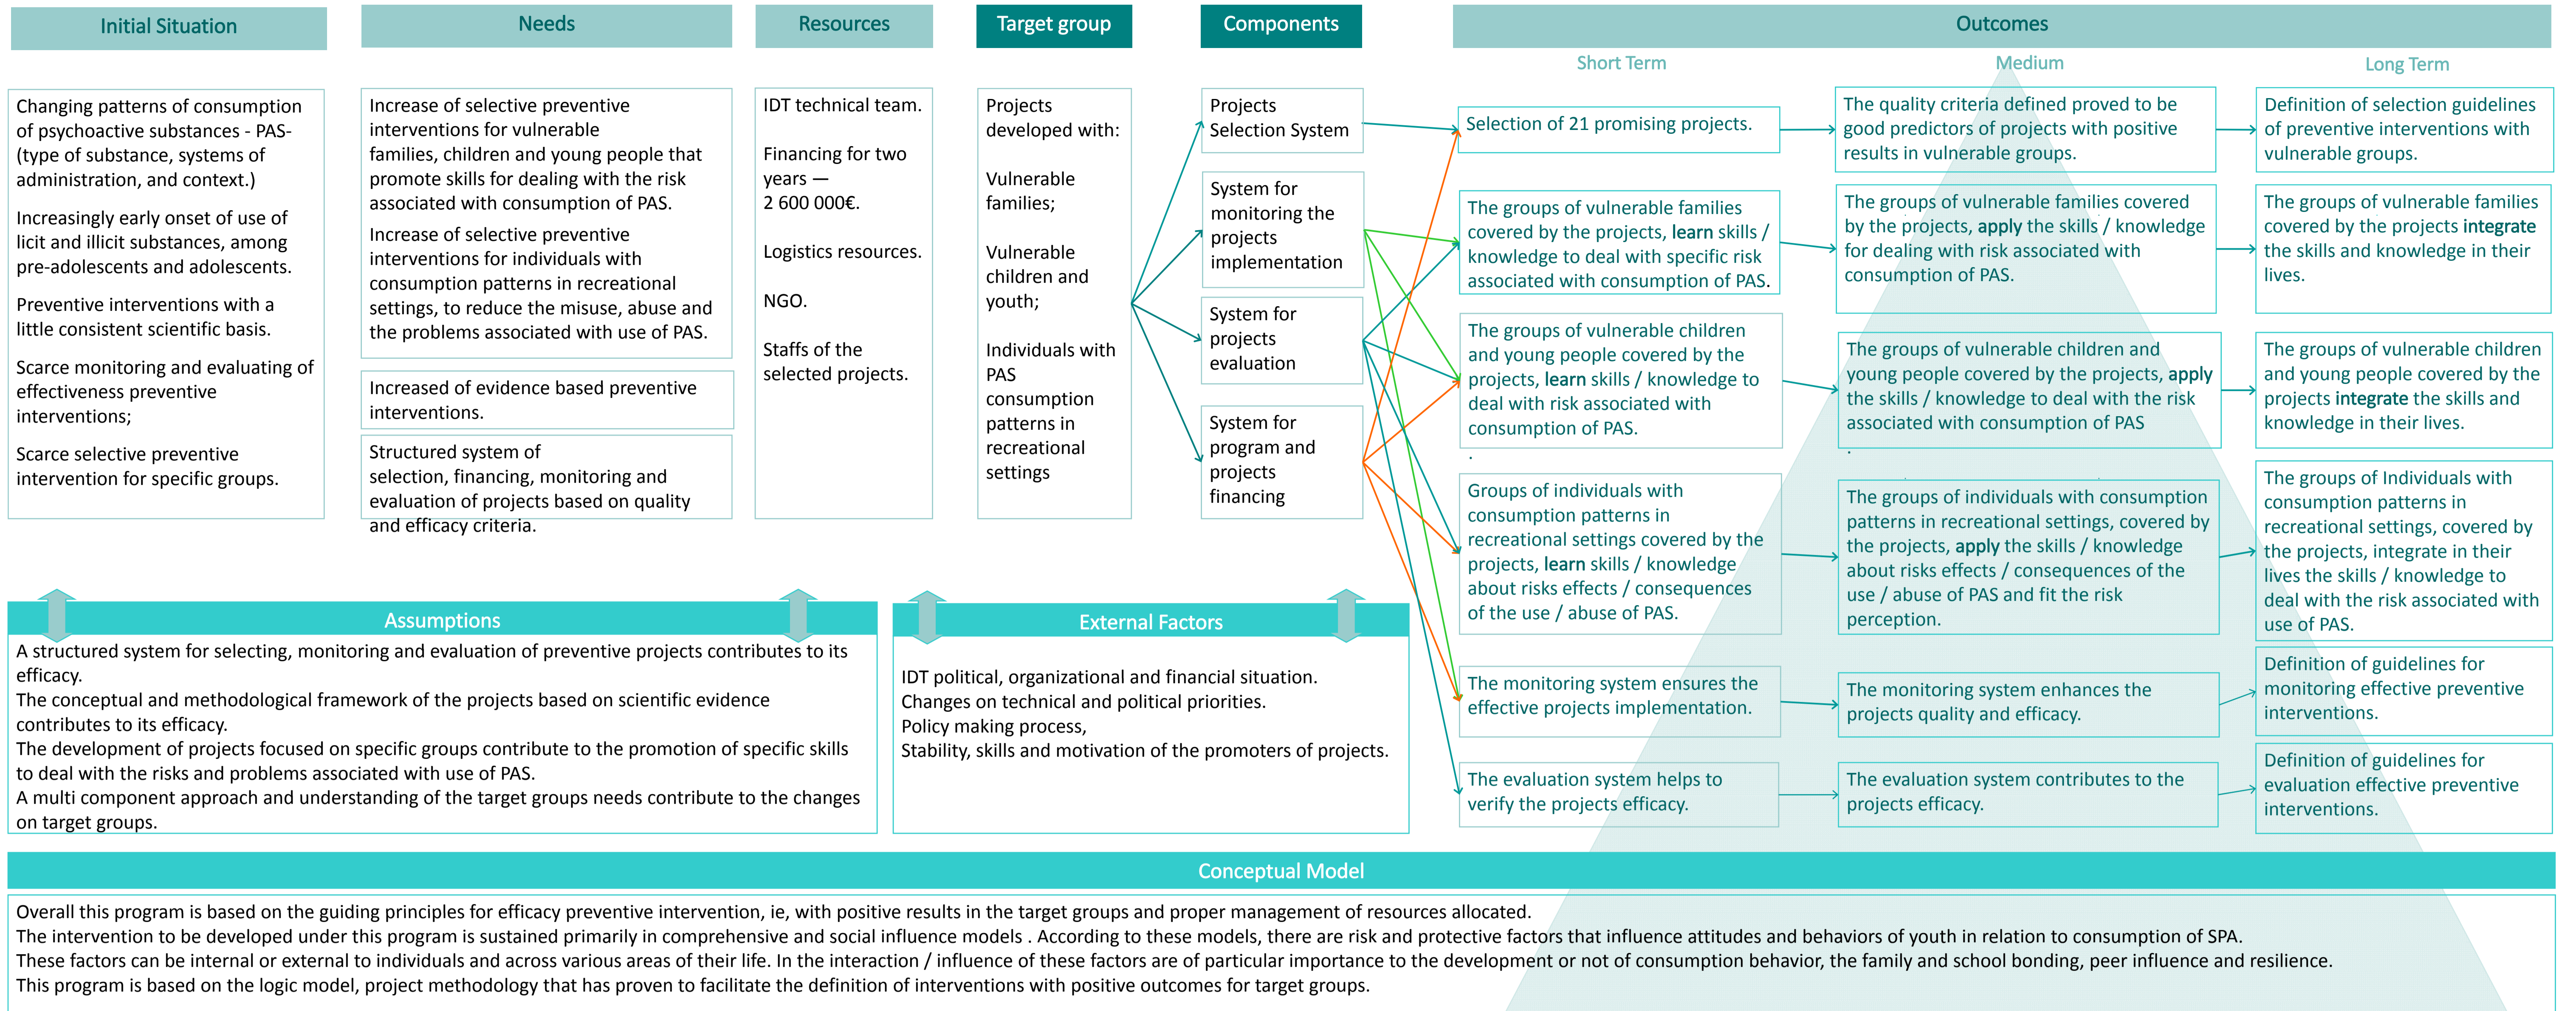 Initial Situation
Needs
Resources
Target group
Components
Outcomes
Short Term
Medium
Long Term
Changing patterns of consumption
of psychoactive substances - PAS-
(type of substance, systems of
administration, and context.)
Increasingly early onset of use of
licit and illicit substances, among
pre-adolescents and adolescents.
Preventive interventions with a
little consistent scientific basis.
Scarce monitoring and evaluating of
effectiveness preventive
interventions;
Scarce selective preventive
intervention for specific groups.
Increase of selective preventive
interventions for vulnerable
families, children and young people that
promote skills for dealing with the risk
associated with consumption of PAS.
Increase of selective preventive
interventions for individuals with
consumption patterns in recreational
settings, to reduce the misuse, abuse and
the problems associated with use of PAS.
Increased of evidence based preventive
interventions.
Structured system of
selection, financing, monitoring and
evaluation of projects based on quality
and efficacy criteria.
IDT technical team.
Financing for two
years —
2 600 000€.
Logistics resources.
NGO.
Staffs of the
selected projects.
Projects
developed with:
Vulnerable
families;
Vulnerable
children and
youth;
Individuals with
PAS
consumption
patterns in
recreational
settings
Projects
Selection System
System for
monitoring the
projects
implementation
System for
projects
evaluation
System for
program and
projects
financing
Selection of 21 promising projects.
The groups of vulnerable families
covered by the projects, learn skills /
knowledge to deal with specific risk
associated with consumption of PAS.
The groups of vulnerable children
and young people covered by the
projects, learn skills / knowledge to
deal with risk associated with
consumption of PAS.
.
Groups of individuals with
consumption patterns in
recreational settings covered by the
projects, learn skills / knowledge
about risks effects / consequences
of the use / abuse of PAS.
The monitoring system ensures the
effective projects implementation.
The evaluation system helps to
verify the projects efficacy.
The quality criteria defined proved to be
good predictors of projects with positive
results in vulnerable groups.
The groups of vulnerable families covered
by the projects, apply the skills / knowledge
for dealing with risk associated with
consumption of PAS.
The groups of vulnerable children and
young people covered by the projects, apply
the skills / knowledge to deal with the risk
associated with consumption of PAS
.
The groups of individuals with consumption
patterns in recreational settings, covered by
the projects, apply the skills / knowledge
about risks effects / consequences of the
use / abuse of PAS and fit the risk
perception.
The monitoring system enhances the
projects quality and efficacy.
The evaluation system contributes to the
projects efficacy.
Definition of selection guidelines
of preventive interventions with
vulnerable groups.
The groups of vulnerable families
covered by the projects integrate
the skills and knowledge in their
lives.
The groups of vulnerable children
and young people covered by the
projects integrate the skills and
knowledge in their lives.
The groups of Individuals with
consumption patterns in
recreational settings, covered by
the projects, integrate in their
lives the skills / knowledge to
deal with the risk associated with
use of PAS.
Definition of guidelines for
monitoring effective preventive
interventions.
Definition of guidelines for
evaluation effective preventive
interventions.
Assumptions
A structured system for selecting, monitoring and evaluation of preventive projects contributes to its
efficacy.
The conceptual and methodological framework of the projects based on scientific evidence
contributes to its efficacy.
The development of projects focused on specific groups contribute to the promotion of specific skills
to deal with the risks and problems associated with use of PAS.
A multi component approach and understanding of the target groups needs contribute to the changes
on target groups.
External Factors
IDT political, organizational and financial situation.
Changes on technical and political priorities.
Policy making process,
Stability, skills and motivation of the promoters of projects.
Conceptual Model
Overall this program is based on the guiding principles for efficacy preventive intervention, ie, with positive results in the target groups and proper management of resources allocated.
The intervention to be developed under this program is sustained primarily in comprehensive and social influence models . According to these models, there are risk and protective factors that influence attitudes and behaviors of youth in relation to consumption of SPA.
These factors can be internal or external to individuals and across various areas of their life. In the interaction / influence of these factors are of particular importance to the development or not of consumption behavior, the family and school bonding, peer influence and resilience.
This program is based on the logic model, project methodology that has proven to facilitate the definition of interventions with positive outcomes for target groups.